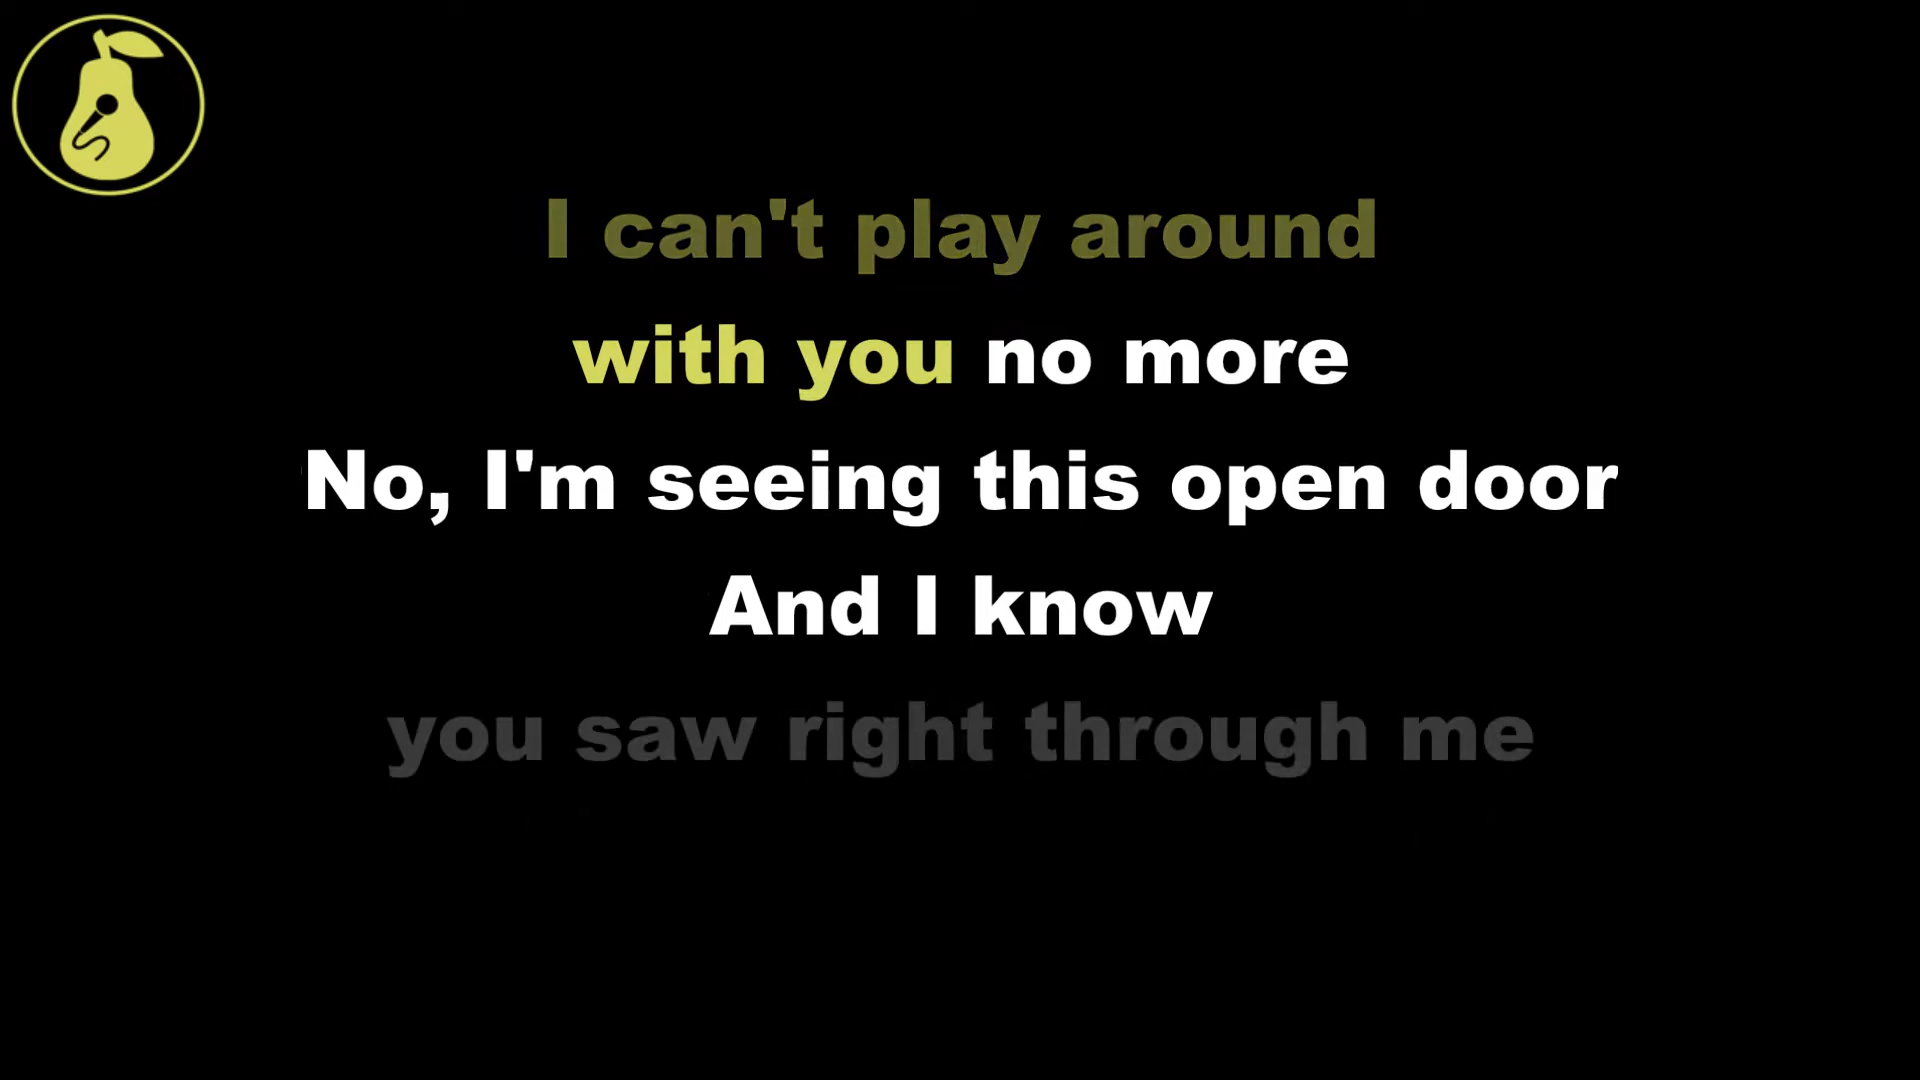 I can't play around
with you no more
No, I'm seeing this open door
And I know
you saw right through me